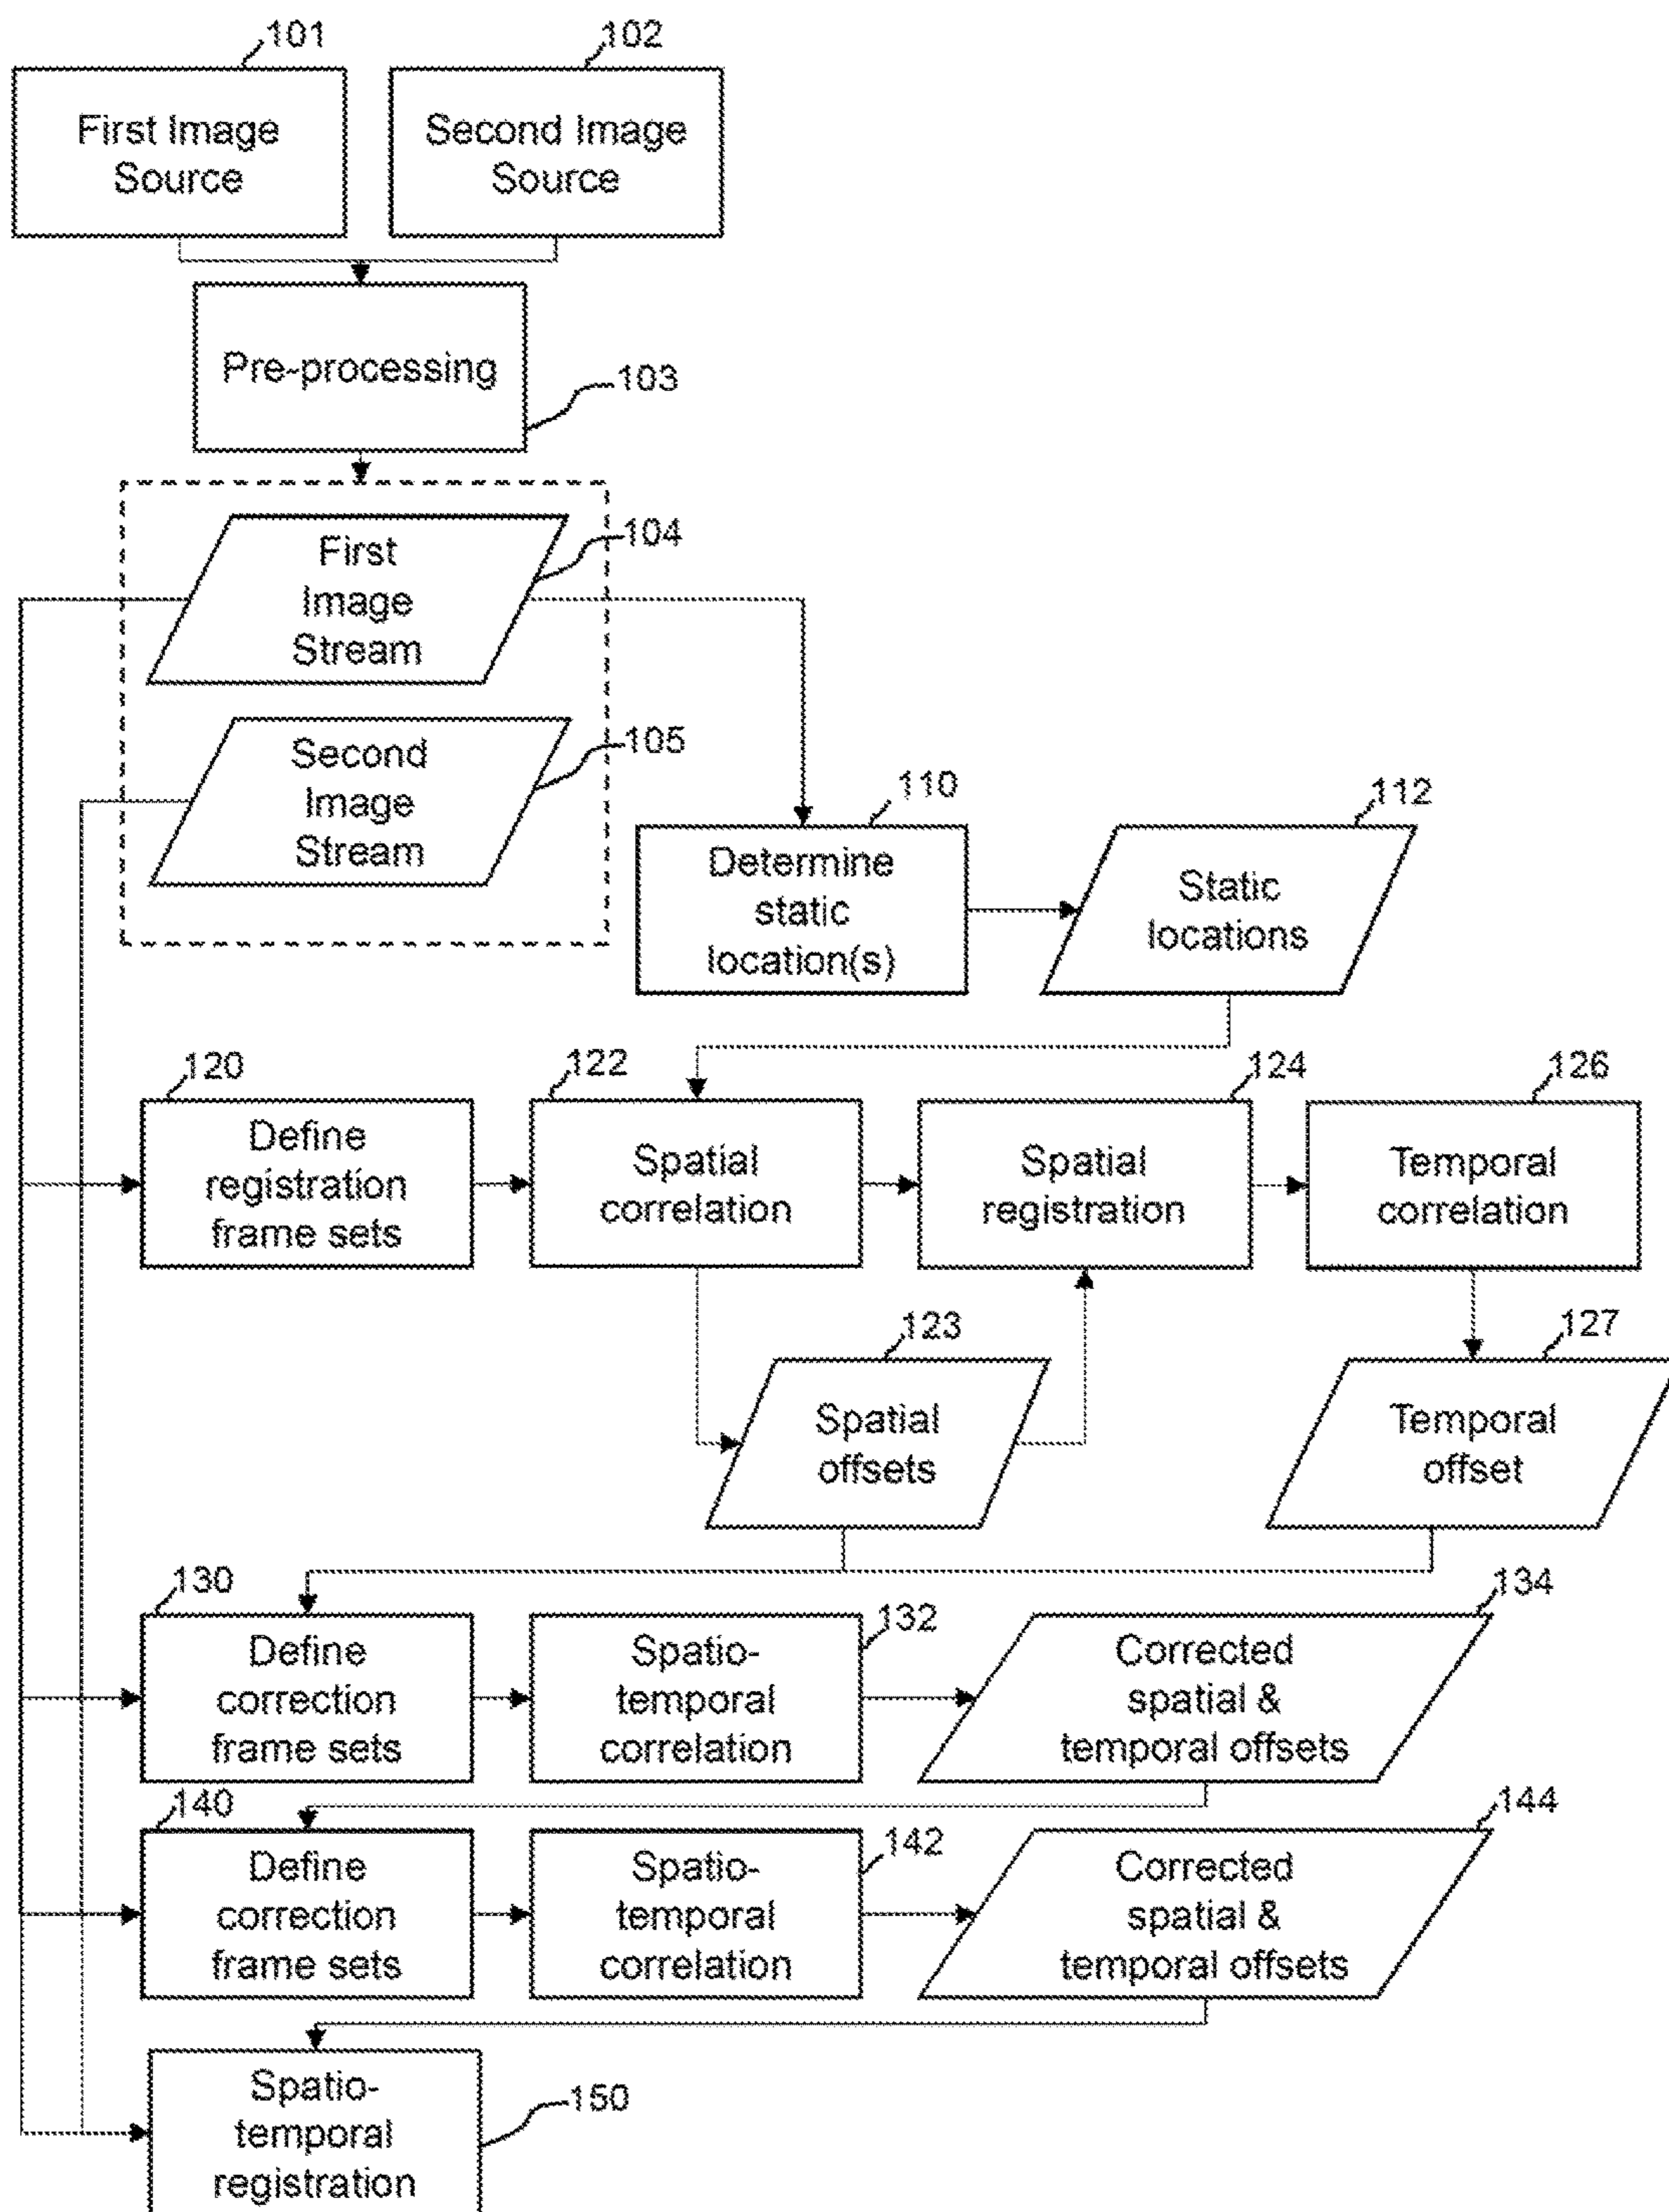 101
102
First Image
Source
Second Image
Source
Pre-processing
103
First
Image
Stream
104
Second
Image
Stream
105
110
112
Determine
static
location(s)
Static
locations
120
122
124
126
Define
registration
frame sets
Spatial
correlation
Spatial
registration
Temporal
correlation
123
127
Spatial
offsets
Temporal
offset
130
132
134
Define
correction
frame sets
Spatio-
temporal
correlation
Corrected
spatial &
temporal offsets
140
142
144
Define
correction
frame sets
Spatio-
temporal
correlation
Corrected
spatial &
temporal offsets
Spatio-
temporal
registration
150